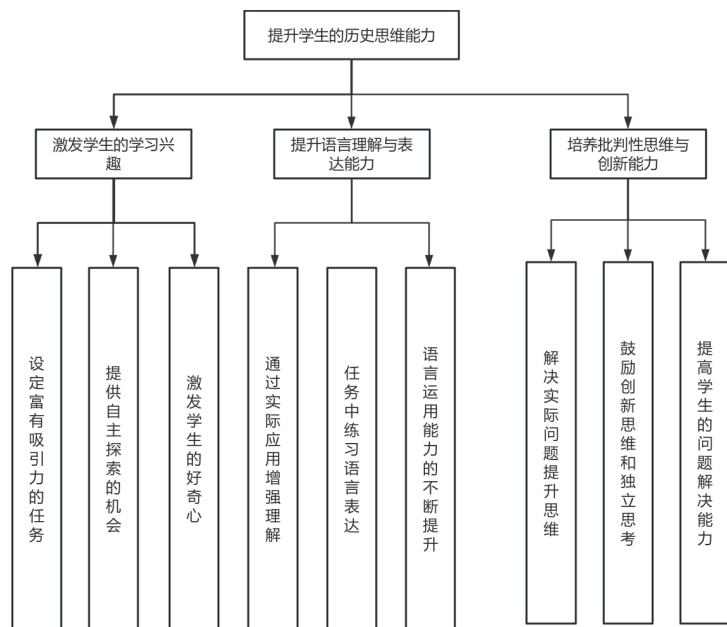 提升学生的历史思维能力
激发学生的学习兴
趣
提升语言理解与表
达能力
培养批判性思维与
创新能力
设定富有吸引力的任务
提供自主探索的机会
激发学生的好奇心
通过实际应用增强理解
任务中练习语言表达
语言运用能力的不断提升
解决实际问题提升思维
鼓励创新思维和独立思考
提高学生的问题解决能力